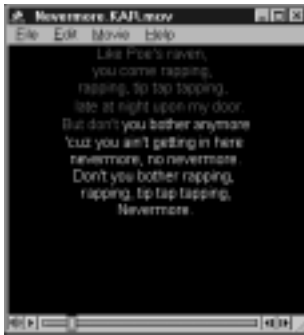 Nevermore.KAR.mov
File Edit Movie Help
Like Poe's raven,
you come rapping,
rapping, tip tap tapping,
late at night upon my door.
But don't you bother anymore
'cuz you ain't getting in here
nevermore, no nevermore.
Don't you bother rapping,
rapping, tip tap tapping,
Nevermore.